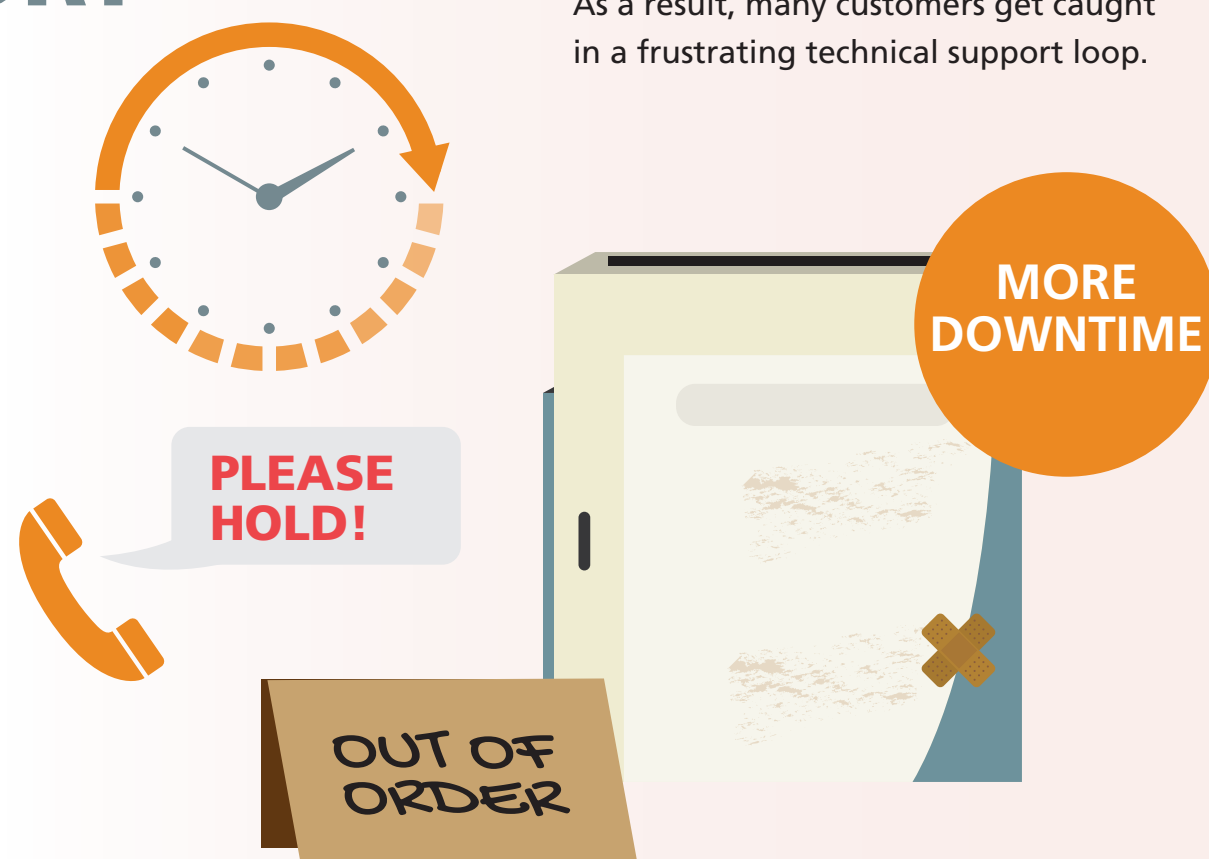 As a result, many customers get caught
in a frustrating technical support loop.
MORE
DOWNTIME
PLEASE
HOLD!
OUT OF
ORDER